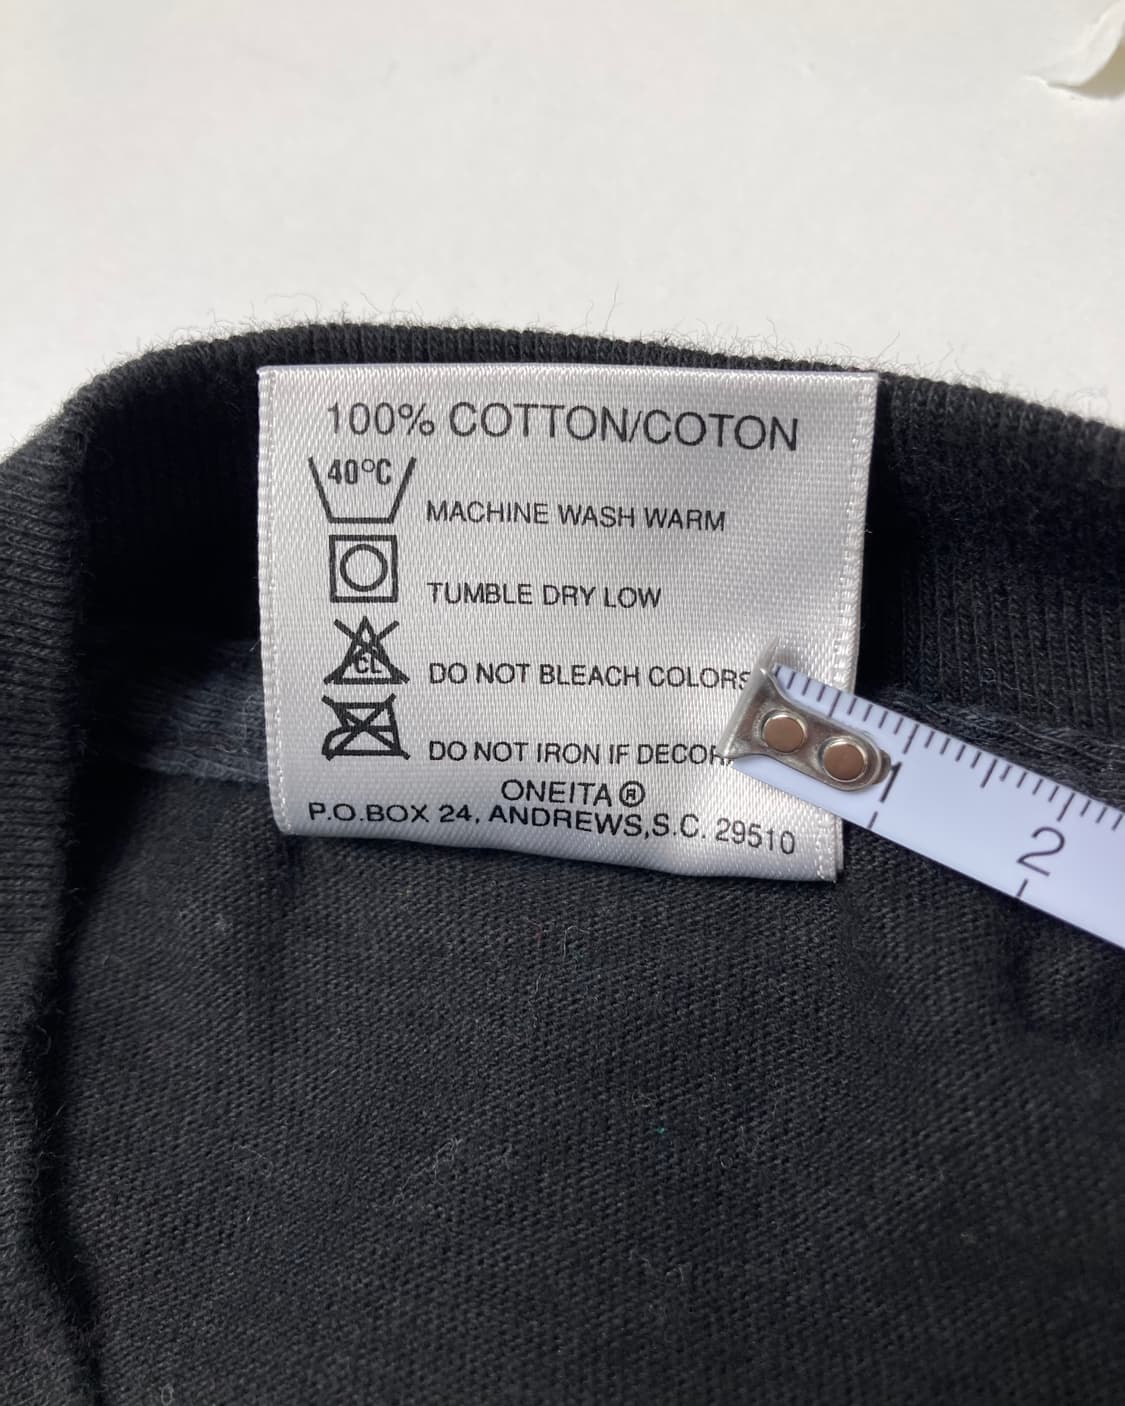 100% COTTON/COTON
40°C
MACHINE WASH WARM
TUMBLE DRY LOW
CL
DO NOT BLEACH COLORS
DO NOT IRON IF
ONEITA®
P.O.BOX 24, ANDREWS,S.C. 29510
1
2